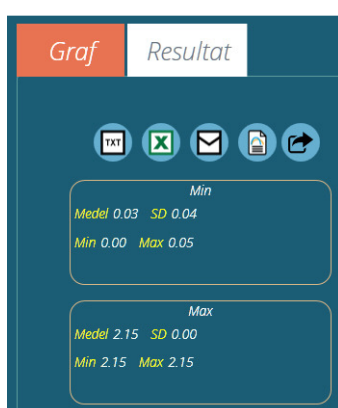 Graf Resultat
TXT X
Min
Medel 0.03 SD 0.04
Min 0.00 Max 0.05
Max
Medel 2.15 SD 0.00
Min 2.15 Max 2.15